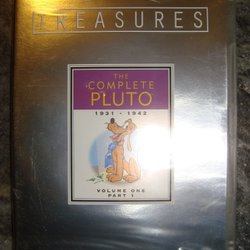 TREASURES
THE
COMPLETE
PLUTO
1931 - 1942
VOLUME ONE
PART 1